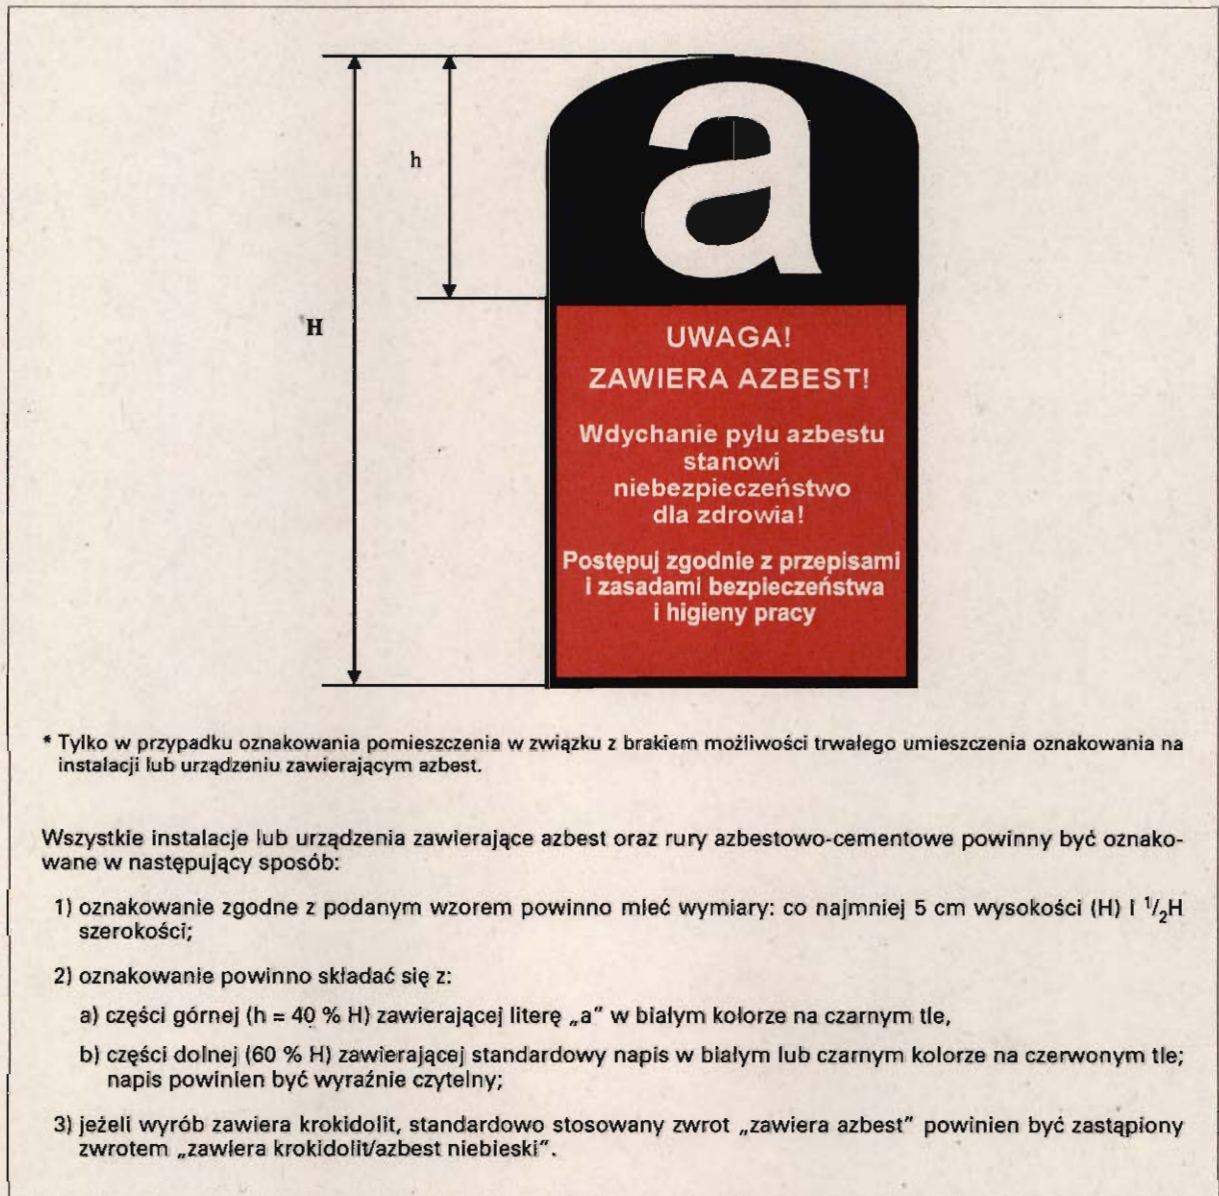 a
h
H
UWAGA!
ZAWIERA AZBEST!
Wdychanie pyłu azbestu
stanowi
niebezpieczeństwo
dla zdrowia!
Postępuj zgodnie z przepisami
i zasadami bezpieczeństwa
i higieny pracy
* Tylko w przypadku oznakowania pomieszczenia w związku z brakiem możliwości trwałego umieszczenia oznakowania na
instalacji lub urządzeniu zawierającym azbest.
Wszystkie instalacje lub urządzenia zawierające azbest oraz rury azbestowo-cementowe powinny być oznako-
wane w następujący sposób:
1) oznakowanie zgodne z podanym wzorem powinno mieć wymiary: co najmniej 5 cm wysokości (H) i ¹/₂H
szerokości;
2) oznakowanie powinno składać się z:
a) części górnej (h = 40 % H) zawierającej literę „a” w białym kolorze na czarnym tle,
b) części dolnej (60 % H) zawierającej standardowy napis w białym lub czarnym kolorze na czerwonym tle;
napis powinien być wyraźnie czytelny;
3) jeżeli wyrób zawiera krokidolit, standardowo stosowany zwrot „zawiera azbest” powinien być zastąpiony
zwrotem „zawiera krokidolit/azbest niebieski”.